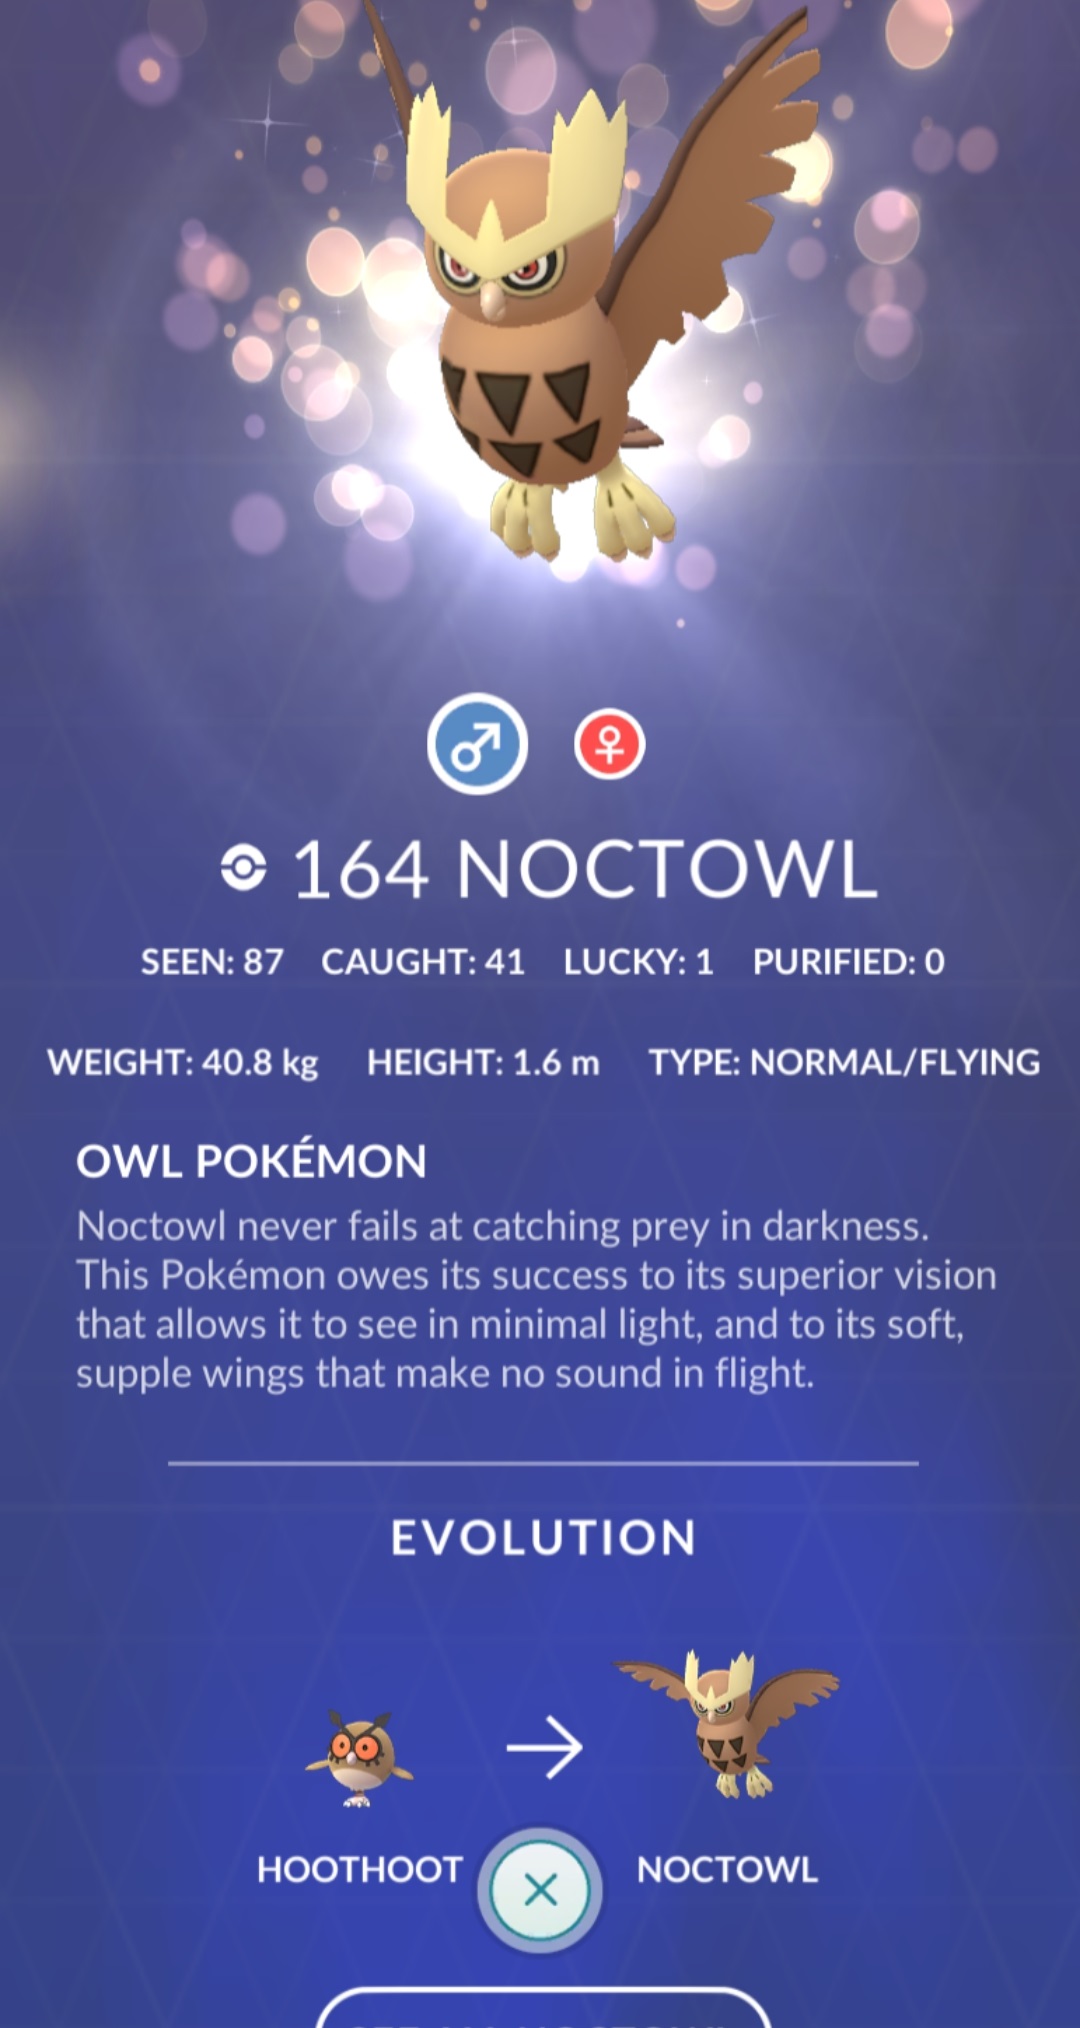 164 NOCTOWL
SEEN: 87 CAUGHT: 41 LUCKY: 1 PURIFIED: 0
WEIGHT: 40.8 kg HEIGHT: 1.6 m TYPE: NORMAL/FLYING
OWL POKÉMON
Noctowl never fails at catching prey in darkness.
This Pokémon owes its success to its superior vision
that allows it to see in minimal light, and to its soft,
supple wings that make no sound in flight.
EVOLUTION
HOOTHOOT NOCTOWL